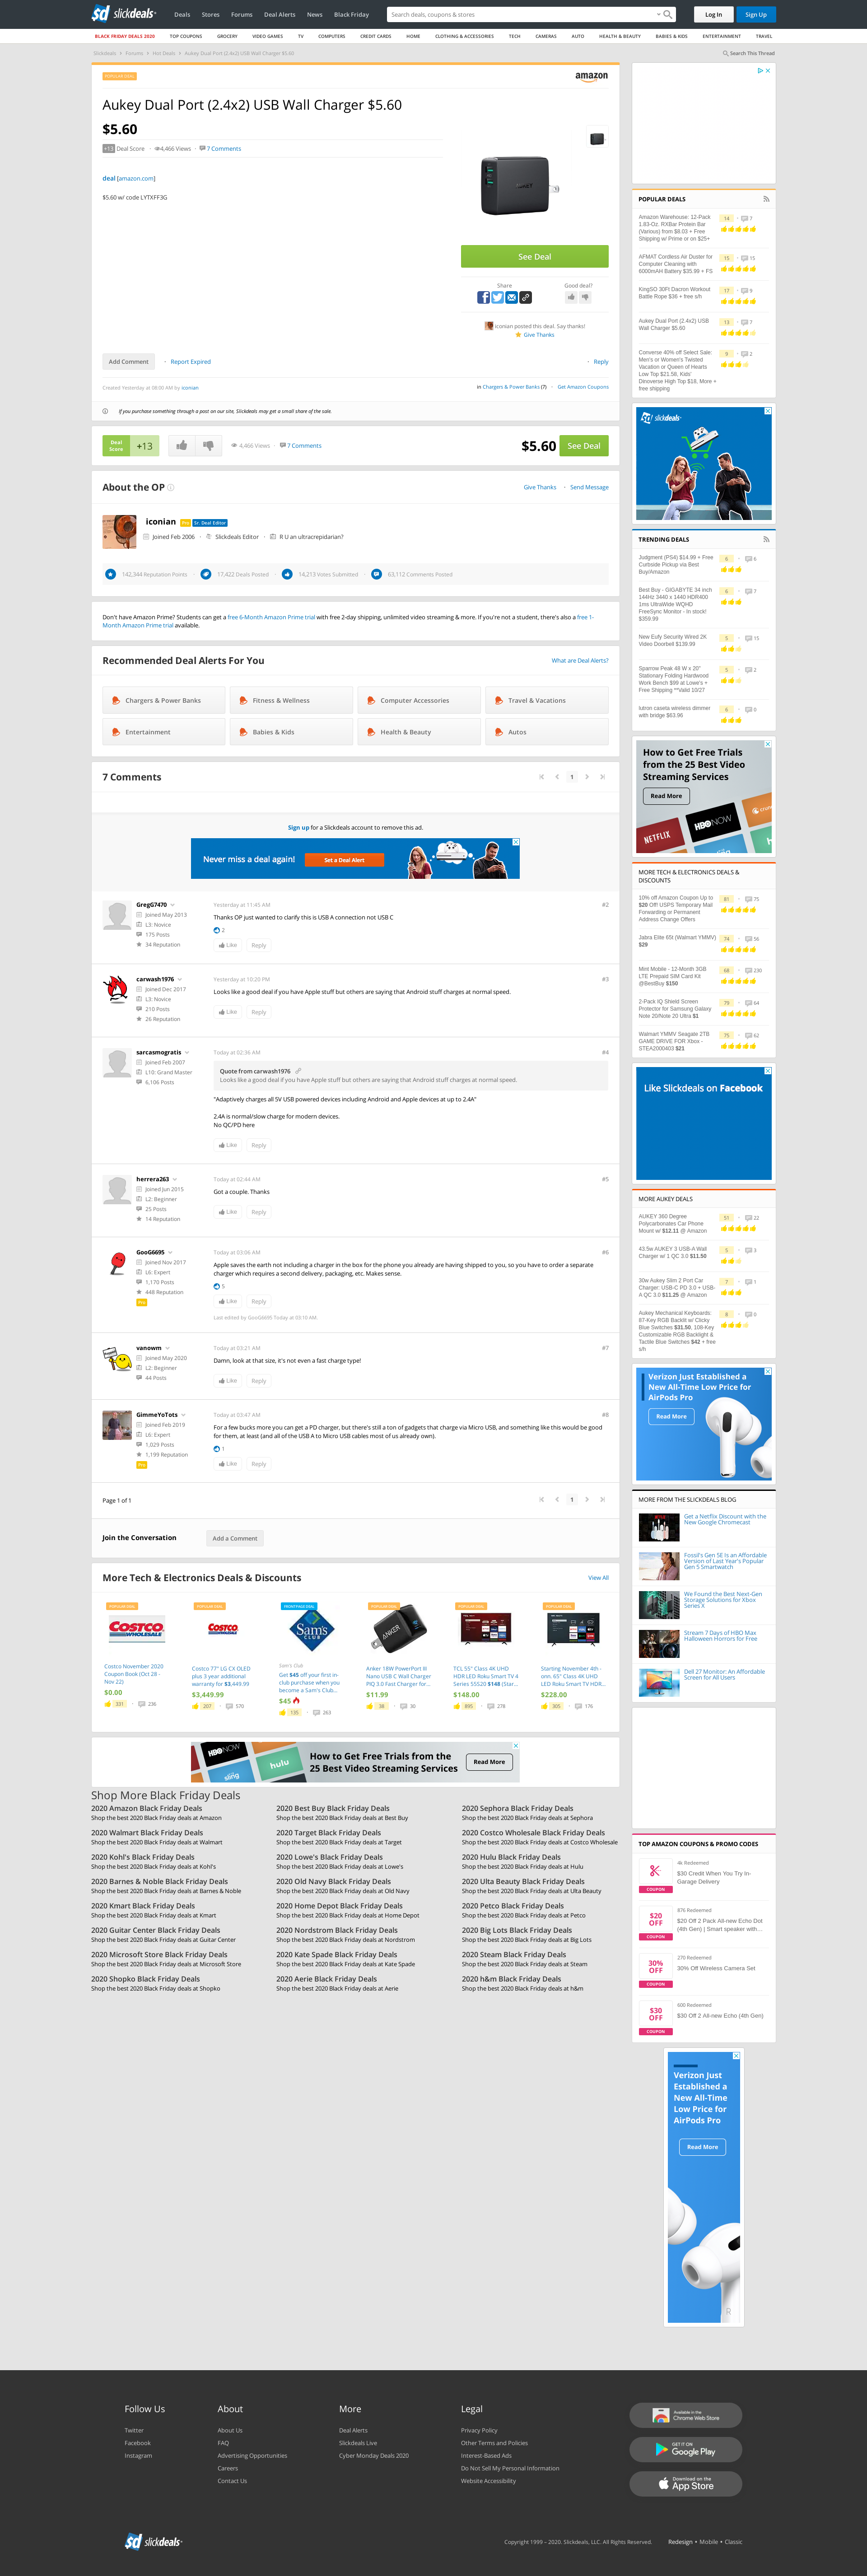 sd slickdeals
Deals Stores Forums Deal Alerts News Black Friday
Search deals, coupons & stores
Log In Sign Up
BLACK FRIDAY DEALS 2020 TOP COUPONS GROCERY VIDEO GAMES TV COMPUTERS CREDIT CARDS HOME CLOTHING & ACCESSORIES TECH CAMERAS AUTO HEALTH & BEAUTY BABIES & KIDS ENTERTAINMENT TRAVEL
Slickdeals Forums Hot Deals Aukey Dual Port (2.4x2) USB Wall Charger $5.60
Search This Thread
POPULAR DEAL
amazon
Aukey Dual Port (2.4x2) USB Wall Charger $5.60
$5.60
+13 Deal Score 4,466 Views 7 Comments
deal [amazon.com]
$5.60 w/ code LYTXFF3G
AUKEY
See Deal
Share Good deal?
iconian posted this deal. Say thanks!
Give Thanks
Add Comment Report Expired Reply
Created Yesterday at 08:00 AM by iconian
in Chargers & Power Banks (?) Get Amazon Coupons
If you purchase something through a post on our site, Slickdeals may get a small share of the sale.
Deal Score +13 4,466 Views 7 Comments $5.60 See Deal
About the OP
Give Thanks Send Message
iconian Pro Sr. Deal Editor
Joined Feb 2006 Slickdeals Editor R U an ultracrepidarian?
142,344 Reputation Points 17,422 Deals Posted 14,213 Votes Submitted 63,112 Comments Posted
Don't have Amazon Prime? Students can get a free 6-Month Amazon Prime trial with free 2-day shipping, unlimited video streaming & more. If you're not a student, there's also a free 1-
Month Amazon Prime trial available.
Recommended Deal Alerts For You
What are Deal Alerts?
Chargers & Power Banks Fitness & Wellness Computer Accessories Travel & Vacations
Entertainment Babies & Kids Health & Beauty Autos
7 Comments
1
Sign up for a Slickdeals account to remove this ad.
Never miss a deal again! Set a Deal Alert
GregG7470
Joined May 2013
L3: Novice
175 Posts
34 Reputation
Yesterday at 11:45 AM #2
Thanks OP just wanted to clarify this is USB A connection not USB C
2
Like Reply
carwash1976
Joined Dec 2017
L3: Novice
210 Posts
26 Reputation
Yesterday at 10:20 PM #3
Looks like a good deal if you have Apple stuff but others are saying that Android stuff charges at normal speed.
Like Reply
sarcasmogratis
Joined Feb 2007
L10: Grand Master
6,106 Posts
Today at 02:36 AM #4
Quote from carwash1976
Looks like a good deal if you have Apple stuff but others are saying that Android stuff charges at normal speed.
"Adaptively charges all 5V USB powered devices including Android and Apple devices at up to 2.4A"
2.4A is normal/slow charge for modern devices.
No QC/PD here
Like Reply
herrera263
Joined Jun 2015
L2: Beginner
25 Posts
14 Reputation
Today at 02:44 AM #5
Got a couple. Thanks
Like Reply
GooG6695
Joined Nov 2017
L6: Expert
1,170 Posts
448 Reputation
Pro
Today at 03:06 AM #6
Apple saves the earth not including a charger in the box for the phone you already are having shipped to you, so you have to order a separate
charger which requires a second delivery, packaging, etc. Makes sense.
5
Like Reply
Last edited by GooG6695 Today at 03:16 AM.
vanowm
Joined May 2020
L2: Beginner
44 Posts
Today at 03:21 AM #7
Damn, look at that size, it's not even a fast charge type!
Like Reply
GimmeYoTots
Joined Feb 2019
L6: Expert
1,029 Posts
1,199 Reputation
Pro
Today at 03:47 AM #8
For a few bucks more you can get a PD charger, but there's still a ton of gadgets that charge via Micro USB, and something like this would be good
for them, at least (and all of the USB A to Micro USB cables most of us already own).
1
Like Reply
Page 1 of 1
1
Join the Conversation Add a Comment
More Tech & Electronics Deals & Discounts
View All
POPULAR DEAL
COSTCO WHOLESALE
Costco November 2020
Coupon Book (Oct 28 -
Nov 22)
$0.00
331 236
POPULAR DEAL
COSTCO WHOLESALE
Costco 77" LG CX OLED
plus 3 year additional
warranty for $3,449.99
$3,449.99
207 570
FRONTPAGE DEAL
Sam's CLUB
Sam's Club
Get $45 off your first in-
club purchase when you
become a Sam's Club...
$45
135 263
POPULAR DEAL
ANKER
Anker 18W PowerPort III
Nano USB C Wall Charger
PIQ 3.0 Fast Charger for...
$11.99
38 30
POPULAR DEAL
TCL 55" Class 4K UHD
HDR LED Roku Smart TV 4
Series 55S20 $148 (Star...
$148.00
895 278
POPULAR DEAL
Starting November 4th -
onn. 65" Class 4K UHD
LED Roku Smart TV HDR...
$228.00
305 176
sling hulu How to Get Free Trials from the
25 Best Video Streaming Services
Read More
Shop More Black Friday Deals
2020 Amazon Black Friday Deals
Shop the best 2020 Black Friday deals at Amazon
2020 Best Buy Black Friday Deals
Shop the best 2020 Black Friday deals at Best Buy
2020 Sephora Black Friday Deals
Shop the best 2020 Black Friday deals at Sephora
2020 Walmart Black Friday Deals
Shop the best 2020 Black Friday deals at Walmart
2020 Target Black Friday Deals
Shop the best 2020 Black Friday deals at Target
2020 Costco Wholesale Black Friday Deals
Shop the best 2020 Black Friday deals at Costco Wholesale
2020 Kohl's Black Friday Deals
Shop the best 2020 Black Friday deals at Kohl's
2020 Lowe's Black Friday Deals
Shop the best 2020 Black Friday deals at Lowe's
2020 Hulu Black Friday Deals
Shop the best 2020 Black Friday deals at Hulu
2020 Barnes & Noble Black Friday Deals
Shop the best 2020 Black Friday deals at Barnes & Noble
2020 Old Navy Black Friday Deals
Shop the best 2020 Black Friday deals at Old Navy
2020 Ulta Beauty Black Friday Deals
Shop the best 2020 Black Friday deals at Ulta Beauty
2020 Kmart Black Friday Deals
Shop the best 2020 Black Friday deals at Kmart
2020 Home Depot Black Friday Deals
Shop the best 2020 Black Friday deals at Home Depot
2020 Petco Black Friday Deals
Shop the best 2020 Black Friday deals at Petco
2020 Guitar Center Black Friday Deals
Shop the best 2020 Black Friday deals at Guitar Center
2020 Nordstrom Black Friday Deals
Shop the best 2020 Black Friday deals at Nordstrom
2020 Big Lots Black Friday Deals
Shop the best 2020 Black Friday deals at Big Lots
2020 Microsoft Store Black Friday Deals
Shop the best 2020 Black Friday deals at Microsoft Store
2020 Kate Spade Black Friday Deals
Shop the best 2020 Black Friday deals at Kate Spade
2020 Steam Black Friday Deals
Shop the best 2020 Black Friday deals at Steam
2020 Shopko Black Friday Deals
Shop the best 2020 Black Friday deals at Shopko
2020 Aerie Black Friday Deals
Shop the best 2020 Black Friday deals at Aerie
2020 h&m Black Friday Deals
Shop the best 2020 Black Friday deals at h&m
POPULAR DEALS
Amazon Warehouse: 12-Pack
1.83-Oz. RXBar Protein Bar
(Various) from $8.03 + Free
Shipping w/ Prime or on $25+
14 7
AFMAT Cordless Air Duster for
Computer Cleaning with
6000mAH Battery $35.99 + FS
15 15
KingSO 30Ft Dacron Workout
Battle Rope $36 + free s/h
17 9
Aukey Dual Port (2.4x2) USB
Wall Charger $5.60
13 7
Converse 40% off Select Sale:
Men's or Women's Twisted
Vacation or Queen of Hearts
Low Top $21.58, Kids'
Dinoverse High Top $18, More +
free shipping
9 2
sd slickdeals
TRENDING DEALS
Judgment (PS4) $14.99 + Free
Curbside Pickup via Best
Buy/Amazon
6 6
Best Buy - GIGABYTE 34 inch
144Hz 3440 x 1440 HDR400
1ms UltraWide WQHD
FreeSync Monitor - In stock!
$359.99
6 7
New Eufy Security Wired 2K
Video Doorbell $139.99
5 15
Sparrow Peak 48 W x 20"
Stationary Folding Hardwood
Work Bench $99 at Lowe's +
Free Shipping **Valid 10/27
5 2
lutron caseta wireless dimmer
with bridge $63.96
6 0
How to Get Free Trials
from the 25 Best Video
Streaming Services
Read More
NETFLIX HBO NOW
MORE TECH & ELECTRONICS DEALS &
DISCOUNTS
10% off Amazon Coupon Up to
$20 Off! USPS Temporary Mail
Forwarding or Permanent
Address Change Offers
81 75
Jabra Elite 65t (Walmart YMMV)
$29
74 56
Mint Mobile - 12-Month 3GB
LTE Prepaid SIM Card Kit
@BestBuy $150
68 230
2-Pack IQ Shield Screen
Protector for Samsung Galaxy
Note 20/Note 20 Ultra $1
79 64
Walmart YMMV Seagate 2TB
GAME DRIVE FOR Xbox -
STEA2000403 $21
75 62
Like Slickdeals on Facebook
MORE AUKEY DEALS
AUKEY 360 Degree
Polycarbonates Car Phone
Mount w/ $12.11 @ Amazon
51 22
43.5w AUKEY 3 USB-A Wall
Charger w/ 1 QC 3.0 $11.50
5 3
30w Aukey Slim 2 Port Car
Charger: USB-C PD 3.0 + USB-
A QC 3.0 $11.25 @ Amazon
7 1
Aukey Mechanical Keyboards:
87-Key RGB Backlit w/ Clicky
Blue Switches $31.50, 108-Key
Customizable RGB Backlight &
Tactile Blue Switches $42 + free
s/h
8 0
Verizon Just Established a
New All-Time Low Price for
AirPods Pro
Read More
MORE FROM THE SLICKDEALS BLOG
Get a Netflix Discount with the
New Google Chromecast
Fossil's Gen 5E Is an Affordable
Version of Last Year's Popular
Gen 5 Smartwatch
We Found the Best Next-Gen
Storage Solutions for Xbox
Series X
Stream 7 Days of HBO Max
Halloween Horrors for Free
Dell 27 Monitor: An Affordable
Screen for All Users
TOP AMAZON COUPONS & PROMO CODES
COUPON
4k Redeemed
$30 Credit When You Try In-
Garage Delivery
$20 OFF COUPON
876 Redeemed
$20 Off 2 Pack All-new Echo Dot
(4th Gen) | Smart speaker with...
30% OFF COUPON
270 Redeemed
30% Off Wireless Camera Set
$30 OFF COUPON
600 Redeemed
$30 Off 2 All-new Echo (4th Gen)
Verizon Just
Established a
New All-Time
Low Price for
AirPods Pro
Read More
Follow Us
Twitter
Facebook
Instagram
About
About Us
FAQ
Advertising Opportunities
Careers
Contact Us
More
Deal Alerts
Slickdeals Live
Cyber Monday Deals 2020
Legal
Privacy Policy
Other Terms and Policies
Interest-Based Ads
Do Not Sell My Personal Information
Website Accessibility
Available in the
Chrome Web Store
GET IT ON
Google Play
Download on the
App Store
sd slickdeals
Copyright 1999 - 2020. Slickdeals, LLC. All Rights Reserved. Redesign • Mobile • Classic